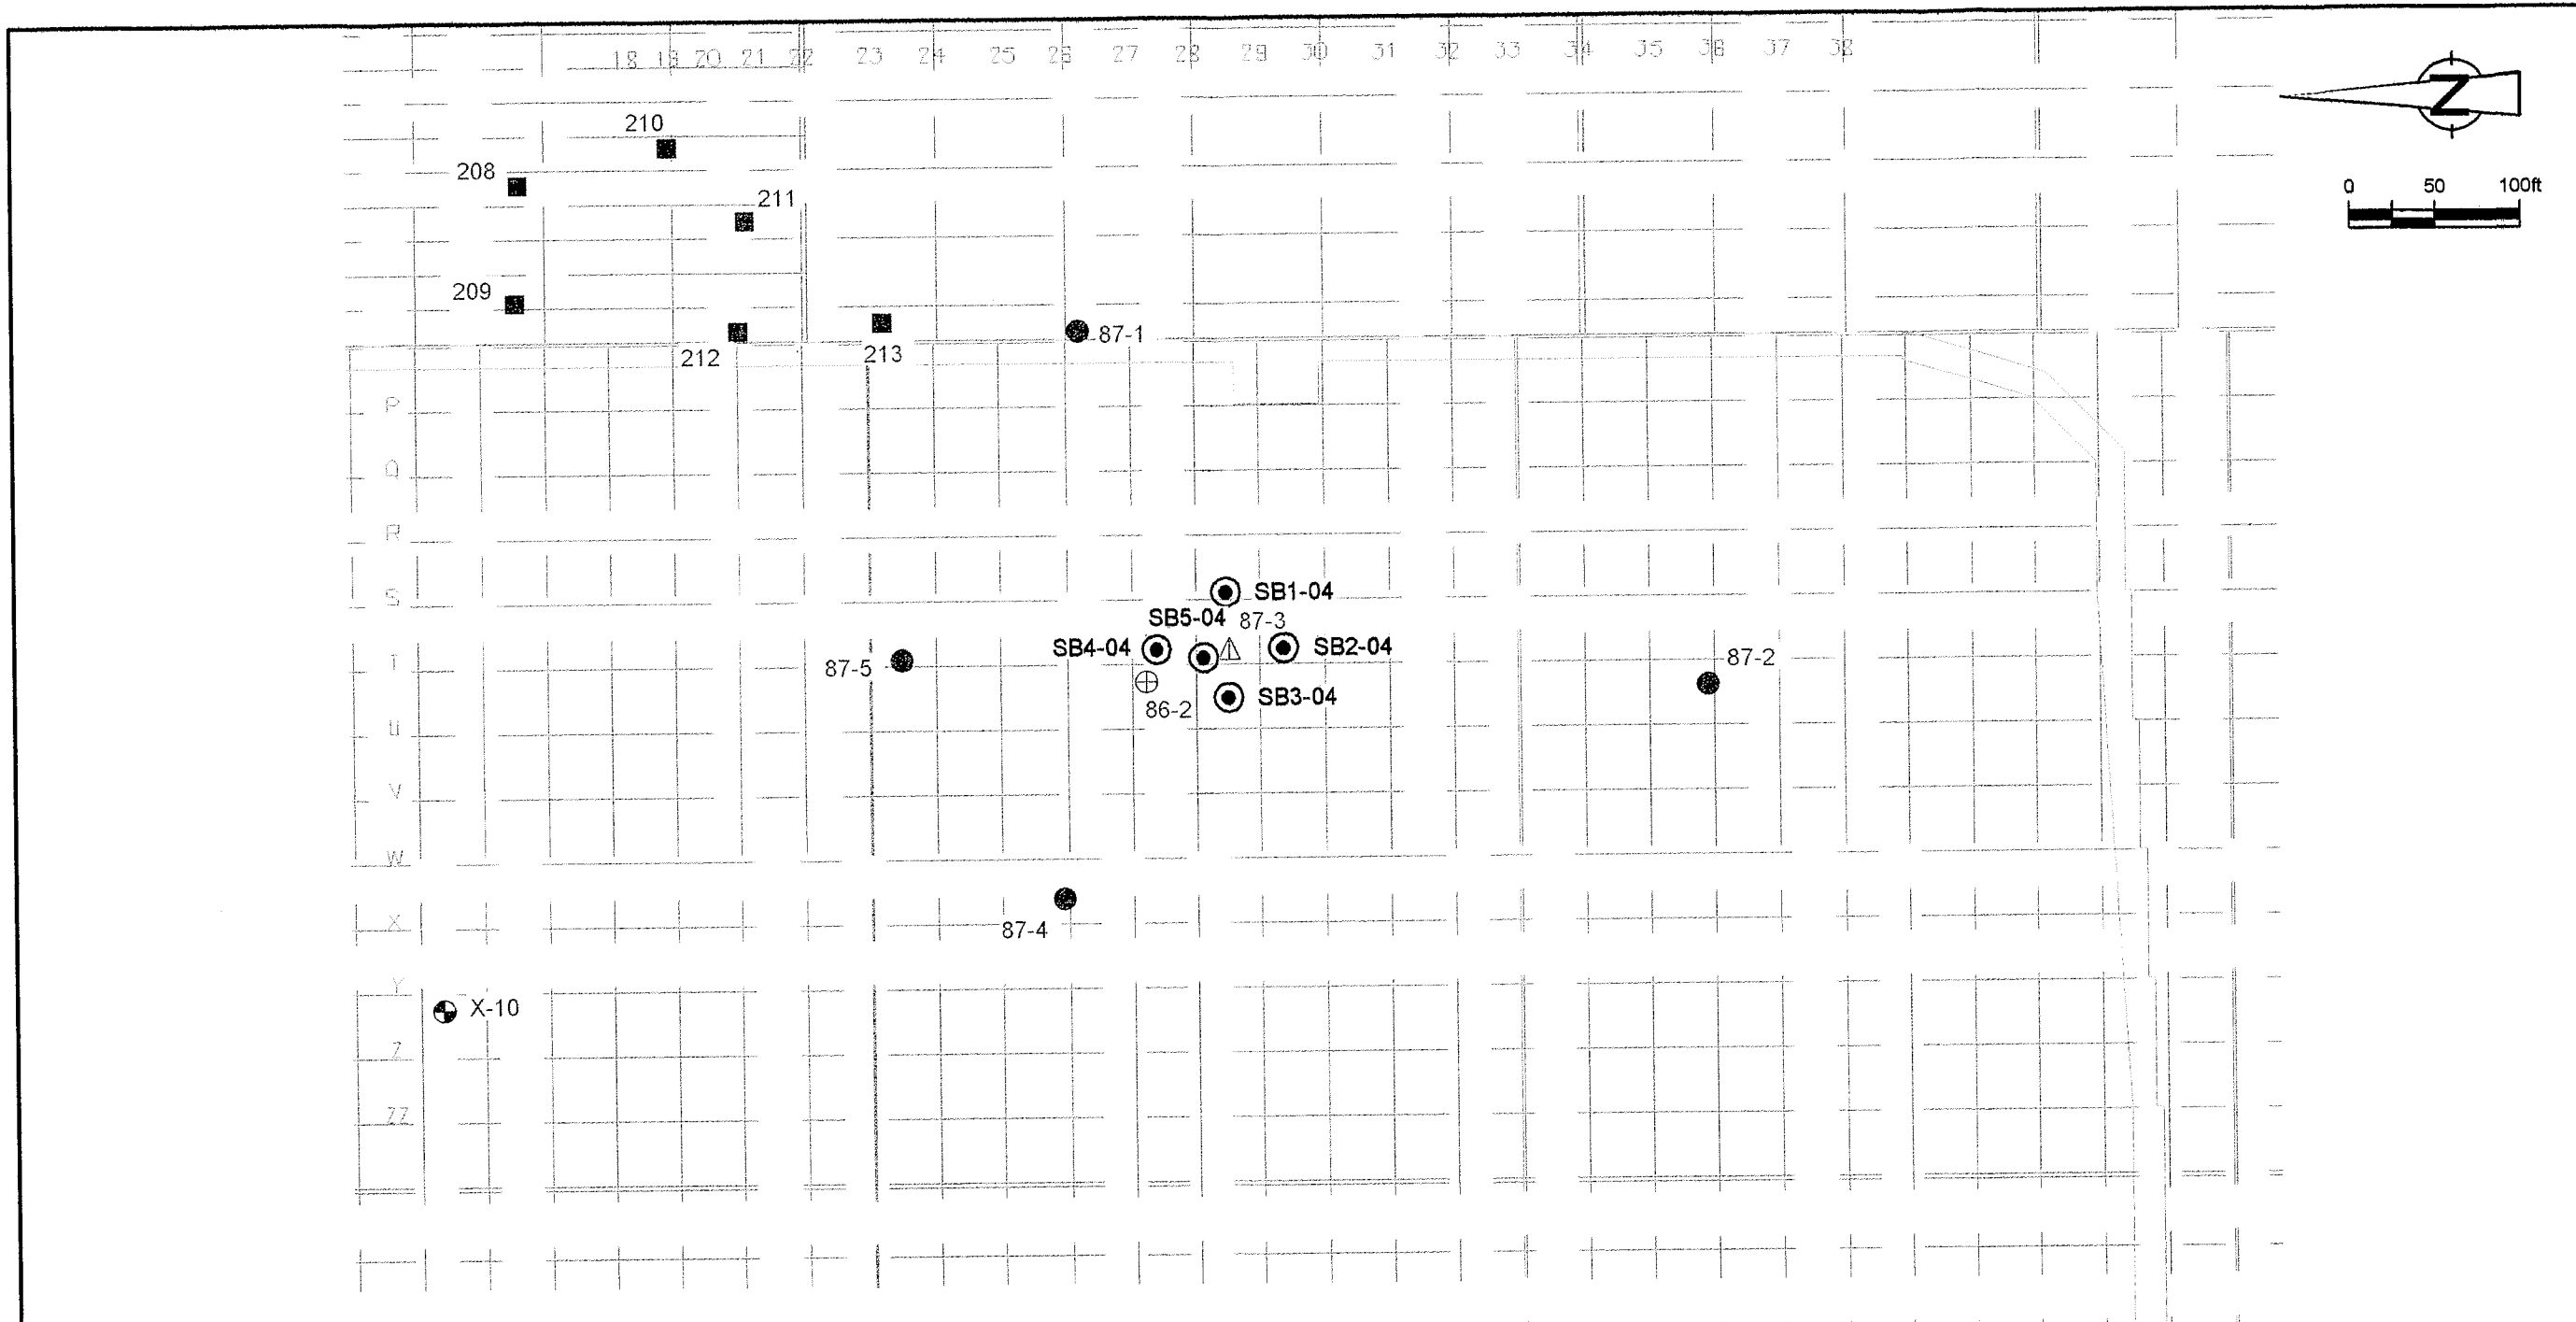 18 19 20 21 22 23 24 25 26 27 28 29 30 31 32 33 34 35 36 37 38
Z
0 50 100ft
210
208
211
209
212
213
87-1
P
Q
R
S
SB1-04
SB5-04 87-3
SB4-04
SB2-04
T
87-5
87-2
86-2
SB3-04
U
V
W
X
87-4
Y
X-10
Z
ZZ